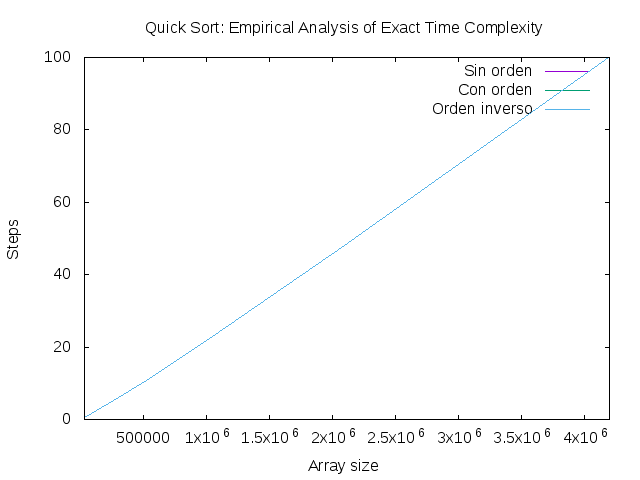 Quick Sort: Empirical Analysis of Exact Time Complexity
100
80
60
40
20
0
Steps
Sin orden
Con orden
Orden inverso
500000 1x10^6 1.5x10^6 2x10^6 2.5x10^6 3x10^6 3.5x10^6 4x10^6
Array size